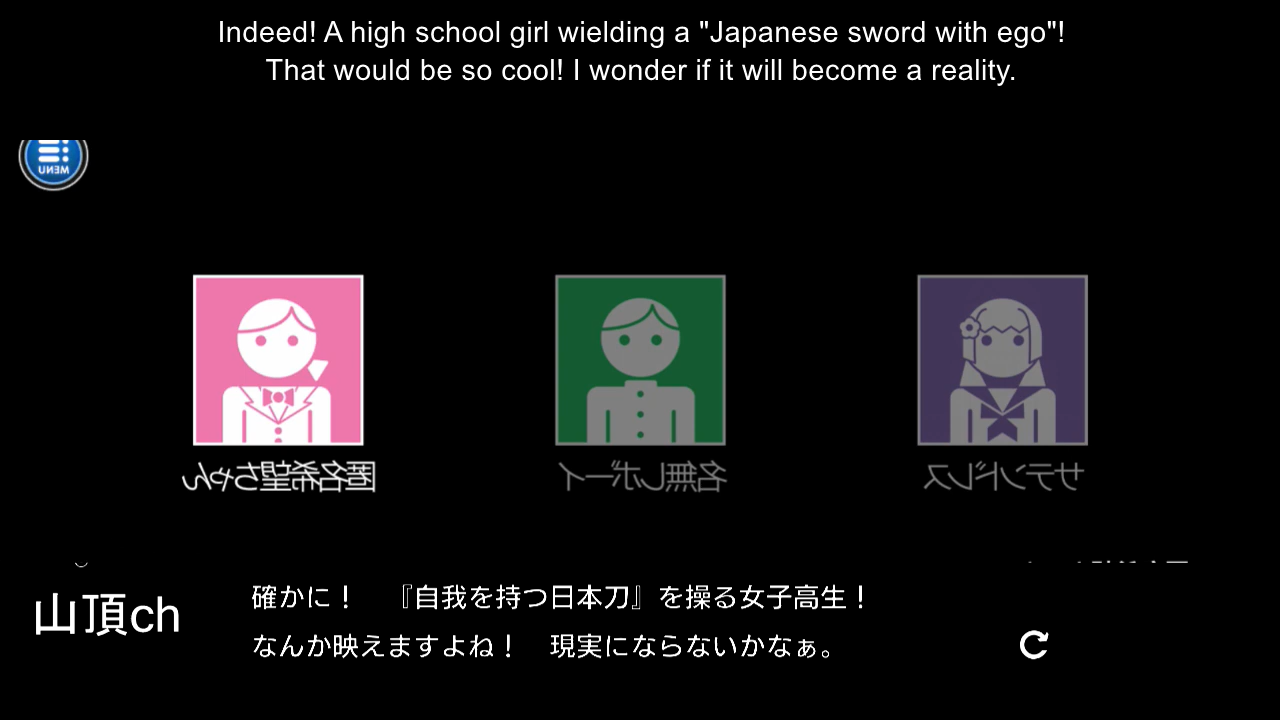 Indeed! A high school girl wielding a "Japanese sword with ego"!
That would be so cool! I wonder if it will become a reality.
MENU
匿名希望ちゃん
名無しボーイ
サテンドレス
山頂ch
確かに！　『自我を持つ日本刀』を操る女子高生！
なんか映えますよね！　現実にならないかなぁ。